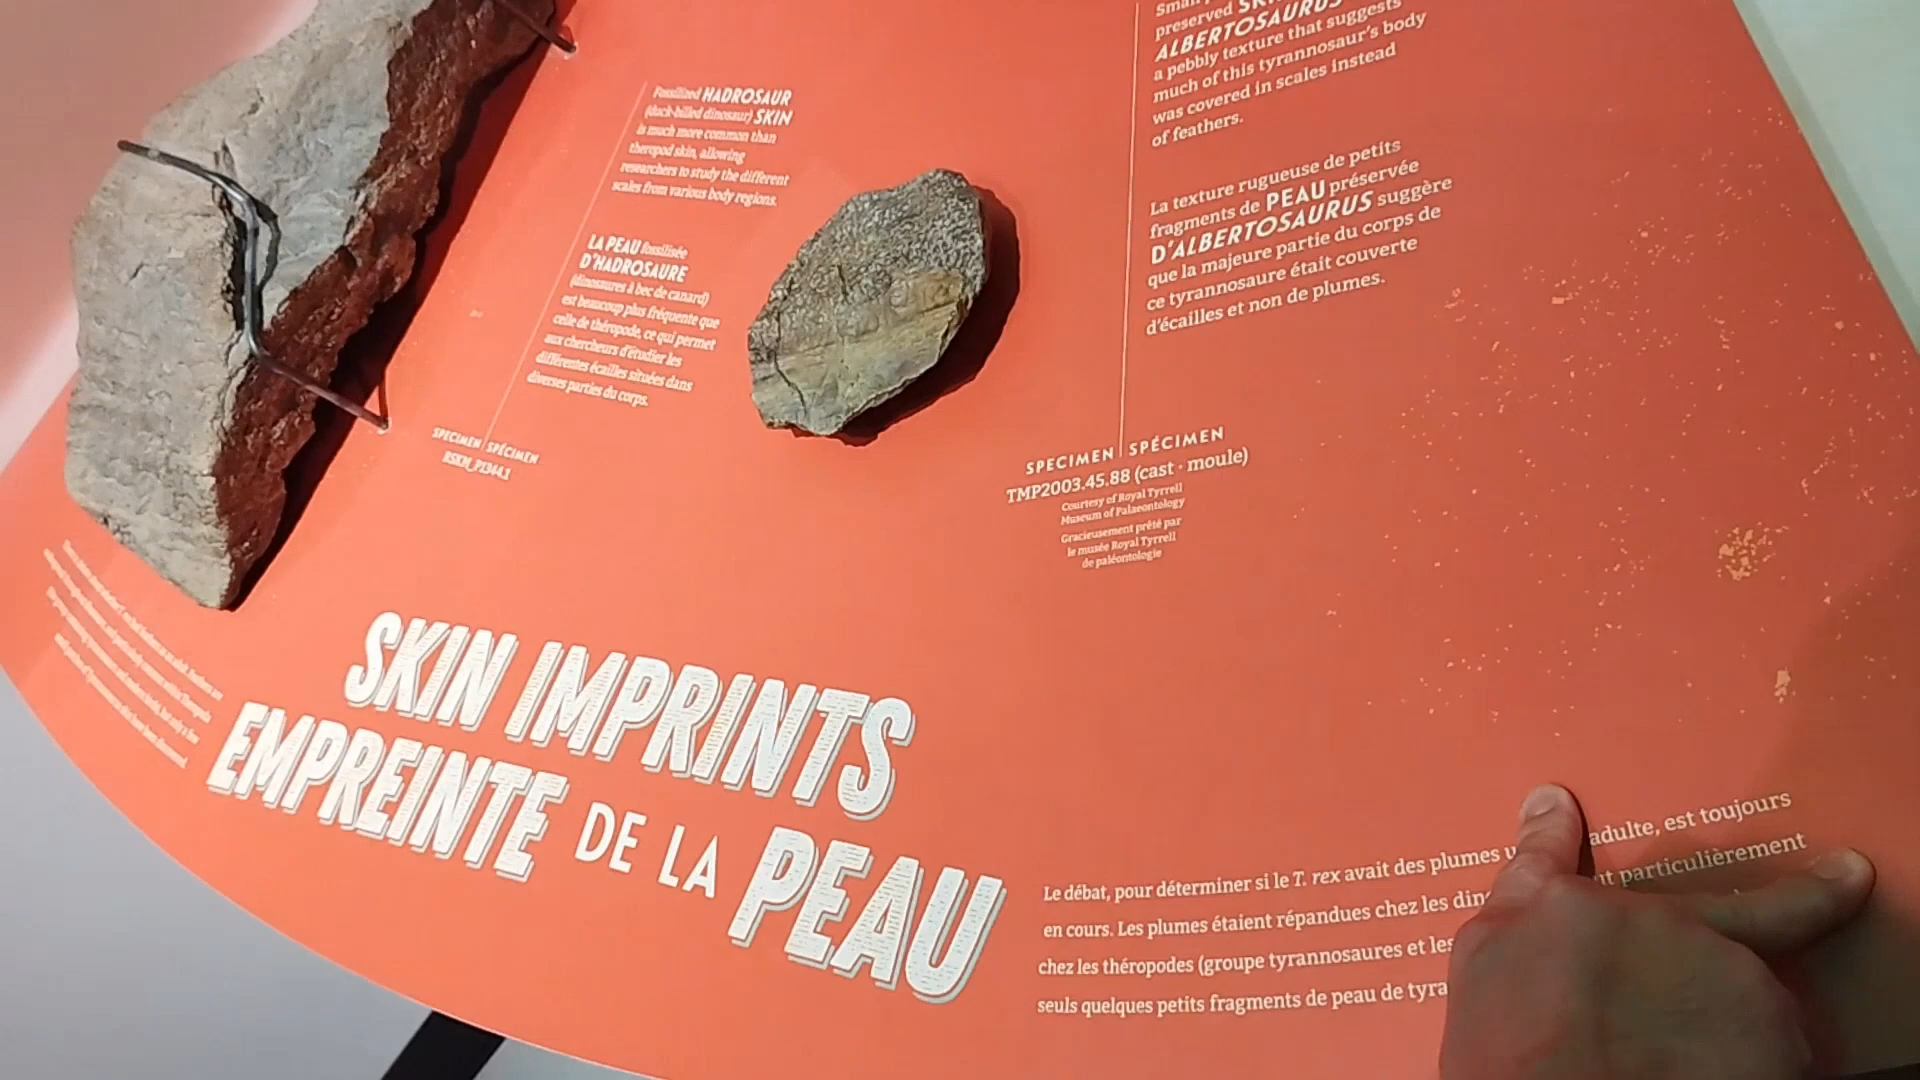 Fossilized HADROSAUR
(duck-billed dinosaur) SKIN
is much more common than
theropod skin, allowing
researchers to study the different
scales from various body regions.
LA PEAU fossilisée
D'HADROSAURE
(dinosaures à bec de canard)
est beaucoup plus fréquente que
celle de théropode, ce qui permet
aux chercheurs d'étudier les
différentes écailles situées dans
diverses parties du corps.
SPECIMEN SPÉCIMEN
RSKM_P1344.1
preserved
ALBERTOSAURUS
a pebbly texture that suggests
much of this tyrannosaur's body
was covered in scales instead
of feathers.
La texture rugueuse de petits
fragments de PEAU préservée
D'ALBERTOSAURUS suggère
que la majeure partie du corps de
ce tyrannosaure était couverte
d'écailles et non de plumes.
SPECIMEN SPÉCIMEN
TMP2003.45.88 (cast · moule)
Courtesy of Royal Tyrrell
Museum of Palaeontology
Gracieusement prêté par
le musée Royal Tyrrell
de paléontologie
SKIN IMPRINTS
EMPREINTE DE LA PEAU
Le débat, pour déterminer si le T. rex avait des plumes adulte, est toujours
en cours. Les plumes étaient répandues chez les particulièrement
chez les théropodes (groupe tyrannosaures et les
seuls quelques petits fragments de peau de